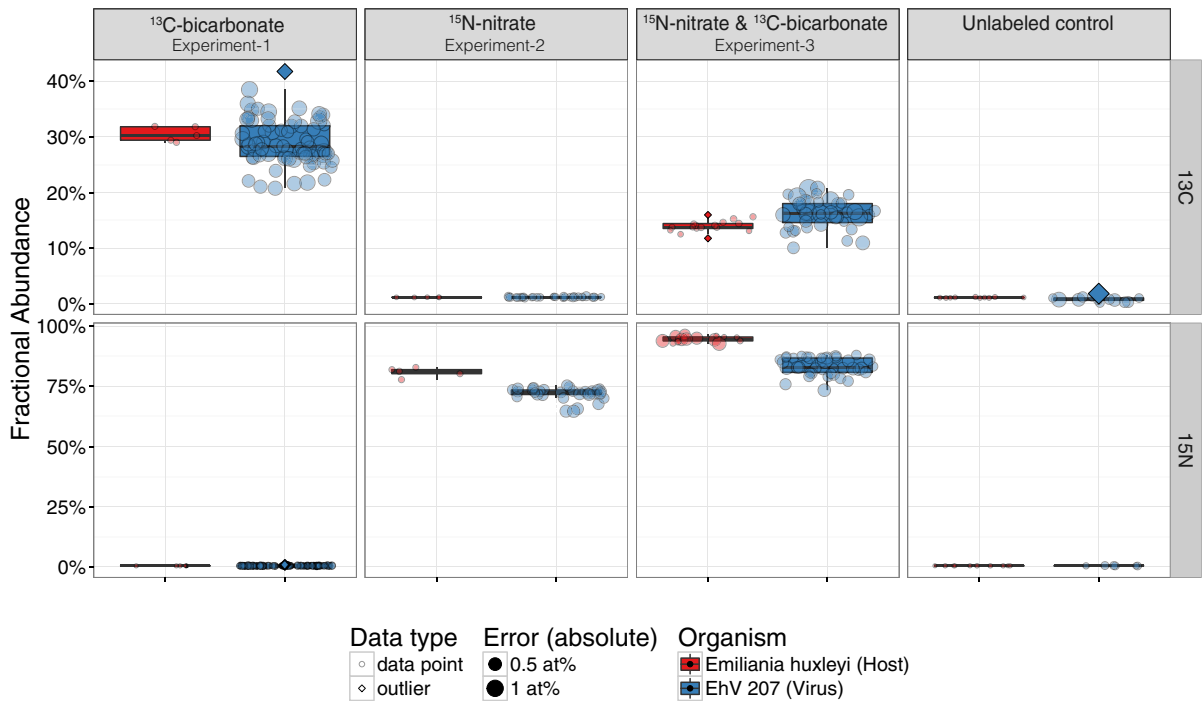 ¹³C-bicarbonate
Experiment-1
¹⁵N-nitrate
Experiment-2
¹⁵N-nitrate & ¹³C-bicarbonate
Experiment-3
Unlabeled control
Fractional Abundance
40%
30%
20%
10%
0%
13C
100%
75%
50%
25%
0%
15N
Data type
data point
outlier
Error (absolute)
0.5 at%
1 at%
Organism
Emiliania huxleyi (Host)
EhV 207 (Virus)